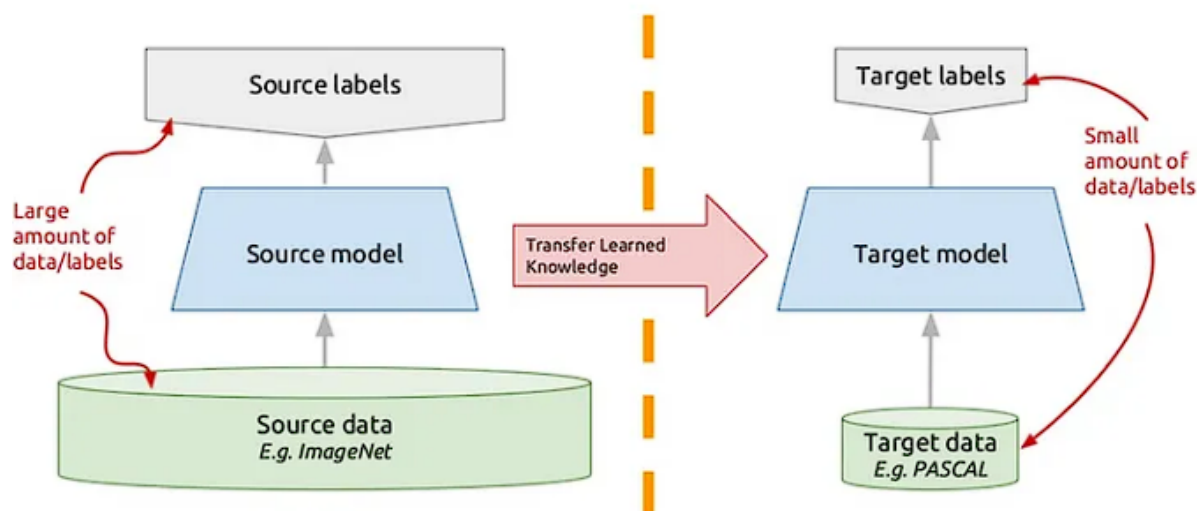 Source labels
Large
amount of
data/labels
Source model
Source data
E.g. ImageNet
Transfer Learned
Knowledge
Target labels
Small
amount of
data/labels
Target model
Target data
E.g. PASCAL